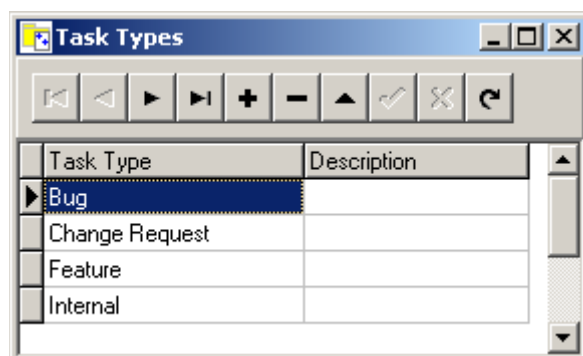 Task Types
Task Type Description
Bug
Change Request
Feature
Internal